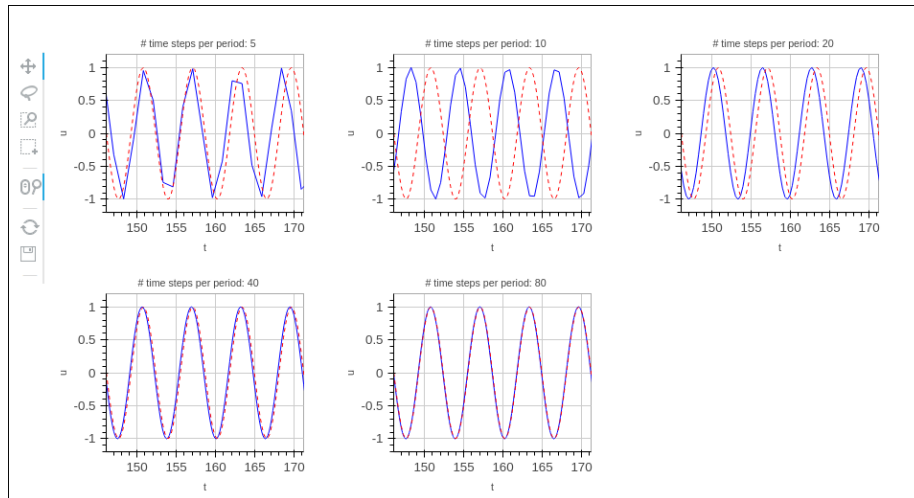 # time steps per period: 5
# time steps per period: 10
# time steps per period: 20
1
0.5
0
-0.5
-1
u
150 155 160 165 170
t
1
0.5
0
-0.5
-1
u
150 155 160 165 170
t
1
0.5
0
-0.5
-1
u
150 155 160 165 170
t
# time steps per period: 40
# time steps per period: 80
1
0.5
0
-0.5
-1
u
150 155 160 165 170
t
1
0.5
0
-0.5
-1
u
150 155 160 165 170
t